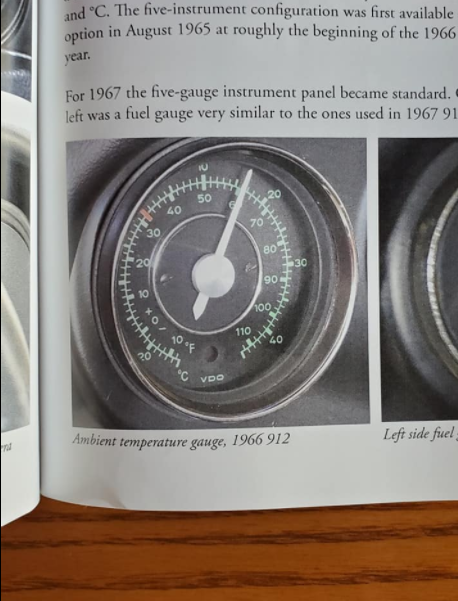 and °C. The five-instrument configuration was first available
option in August 1965 at roughly the beginning of the 1966
year.
For 1967 the five-gauge instrument panel became standard.
left was a fuel gauge very similar to the ones used in 1967 91
10
20
40
50
30
70
20
80
30
10
90
+0-
100
10
°F
110
40
20
°C
VDO
Ambient temperature gauge, 1966 912
Left side fuel